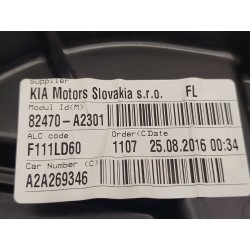 Supplier
KIA Motors Slovakia s.r.o. FL
Modul Id(M)
82470-A2301
ALC code Order(C)Date
F111LD60 1107 25.08.2016 00:34
Car Number (C)
A2A269346